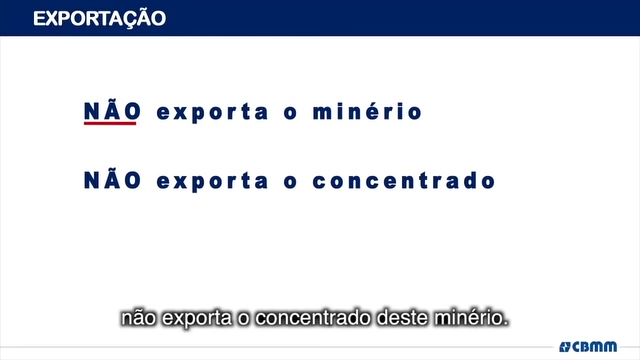 EXPORTAÇÃO
NÃO exporta o minério
NÃO exporta o concentrado
não exporta o concentrado deste minério.
CBMM